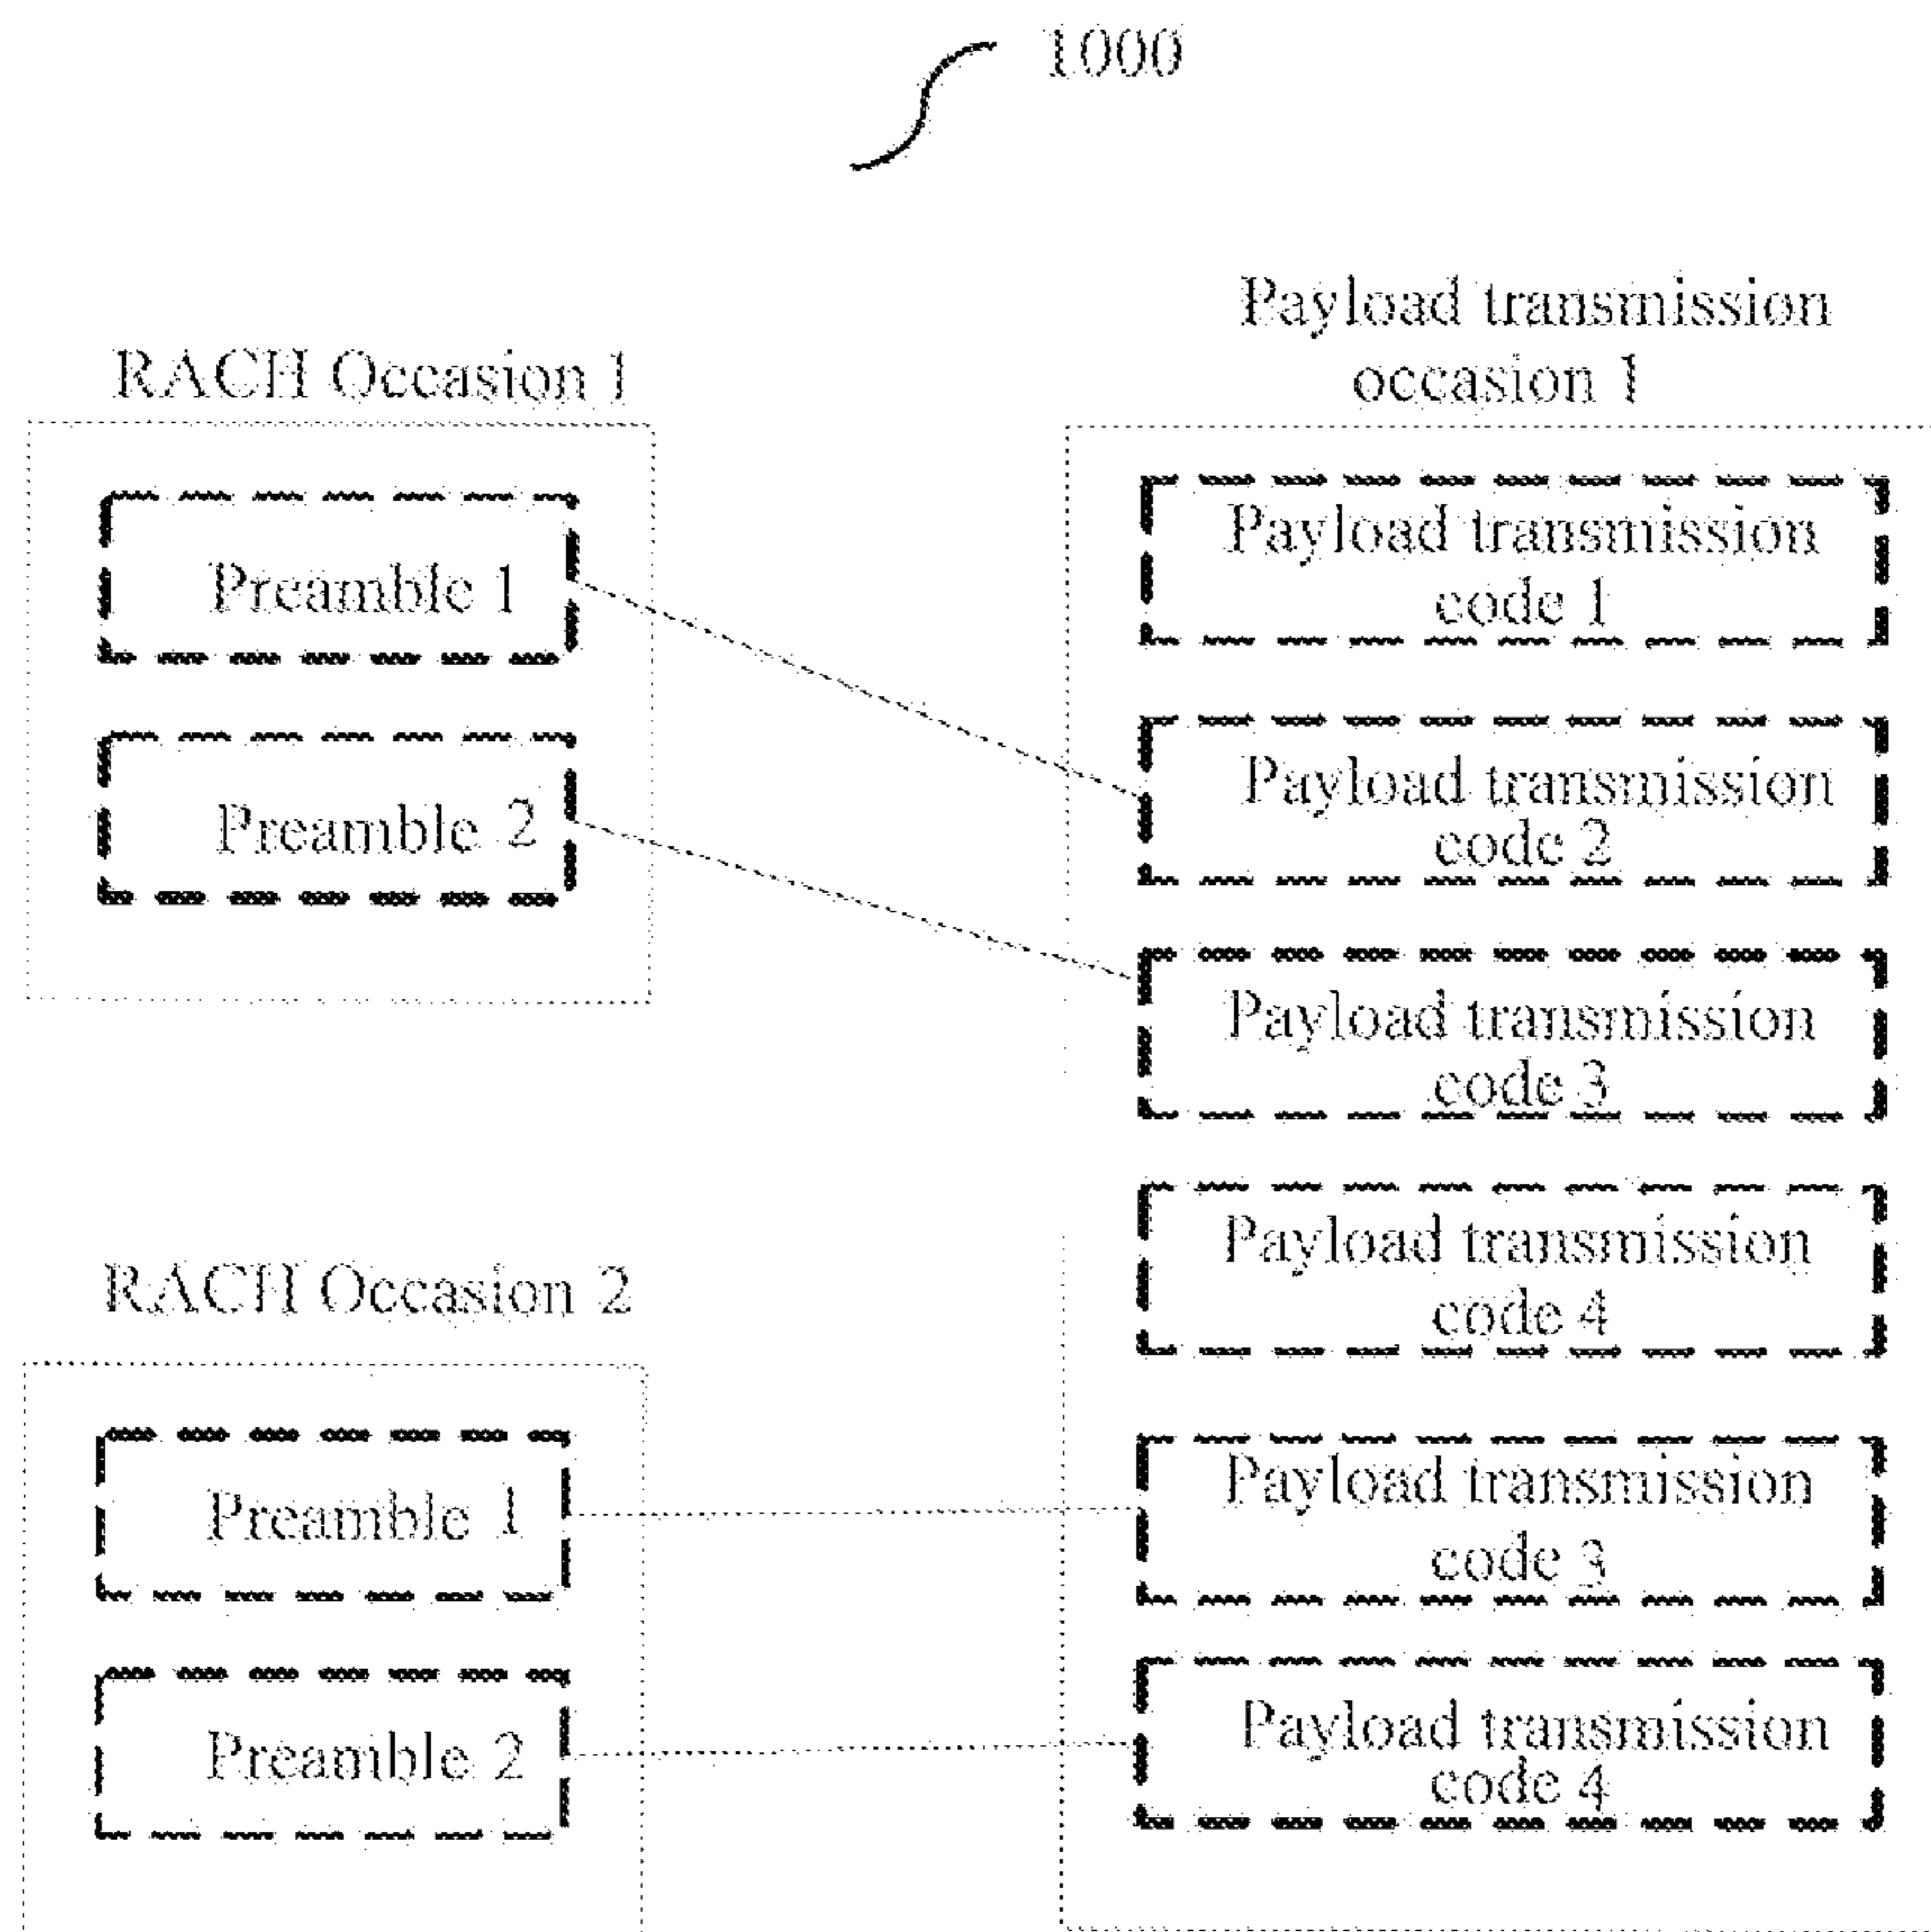 1000
RACH Occasion 1
Preamble 1
Preamble 2
RACH Occasion 2
Preamble 1
Preamble 2
Payload transmission
occasion 1
Payload transmission
code 1
Payload transmission
code 2
Payload transmission
code 3
Payload transmission
code 4
Payload transmission
code 3
Payload transmission
code 4